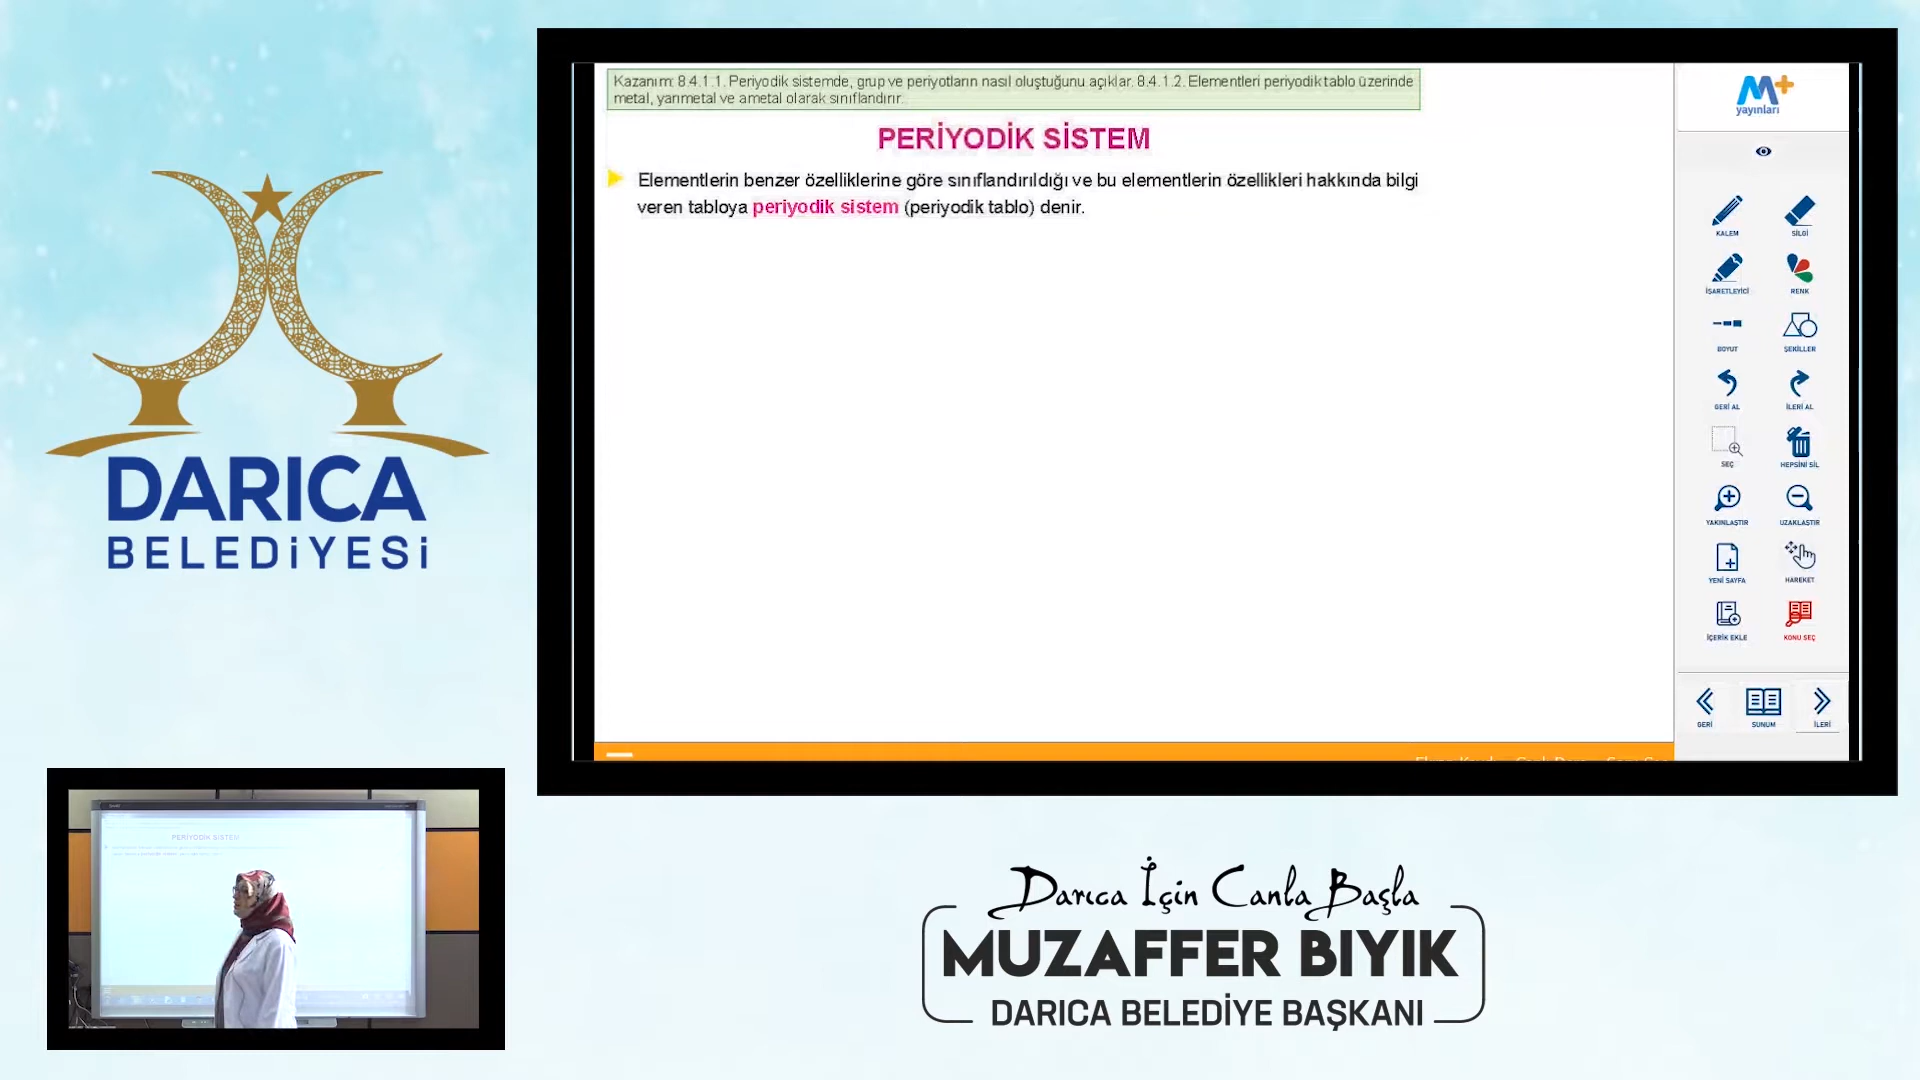 Kazanım: 8.4.1.1. Periyodik sistemde, grup ve periyotların nasıl oluştuğunu açıklar. 8.4.1.2. Elementleri periyodik tablo üzerinde
metal, yarımetal ve ametal olarak sınıflandırır.
PERİYODİK SİSTEM
Elementlerin benzer özelliklerine göre sınıflandırıldığı ve bu elementlerin özellikleri hakkında bilgi
veren tabloya periyodik sistem (periyodik tablo) denir.
M+
yayınları
KALEM
SİLGİ
İŞARETLEYİCİ
RENK
BOYUT
ŞEKİLLER
GERİ AL
İLERİ AL
SEÇ
HEPSİNİ SİL
YAKINLAŞTIR
UZAKLAŞTIR
YENİ SAYFA
HAREKET
İÇERİK EKLE
KONU SEÇ
GERİ
SUNUM
İLERİ
DARICA
BELEDİYESİ
PERİYODİK SİSTEM
Darıca İçin Canla Başla
MUZAFFER BIYIK
DARICA BELEDİYE BAŞKANI